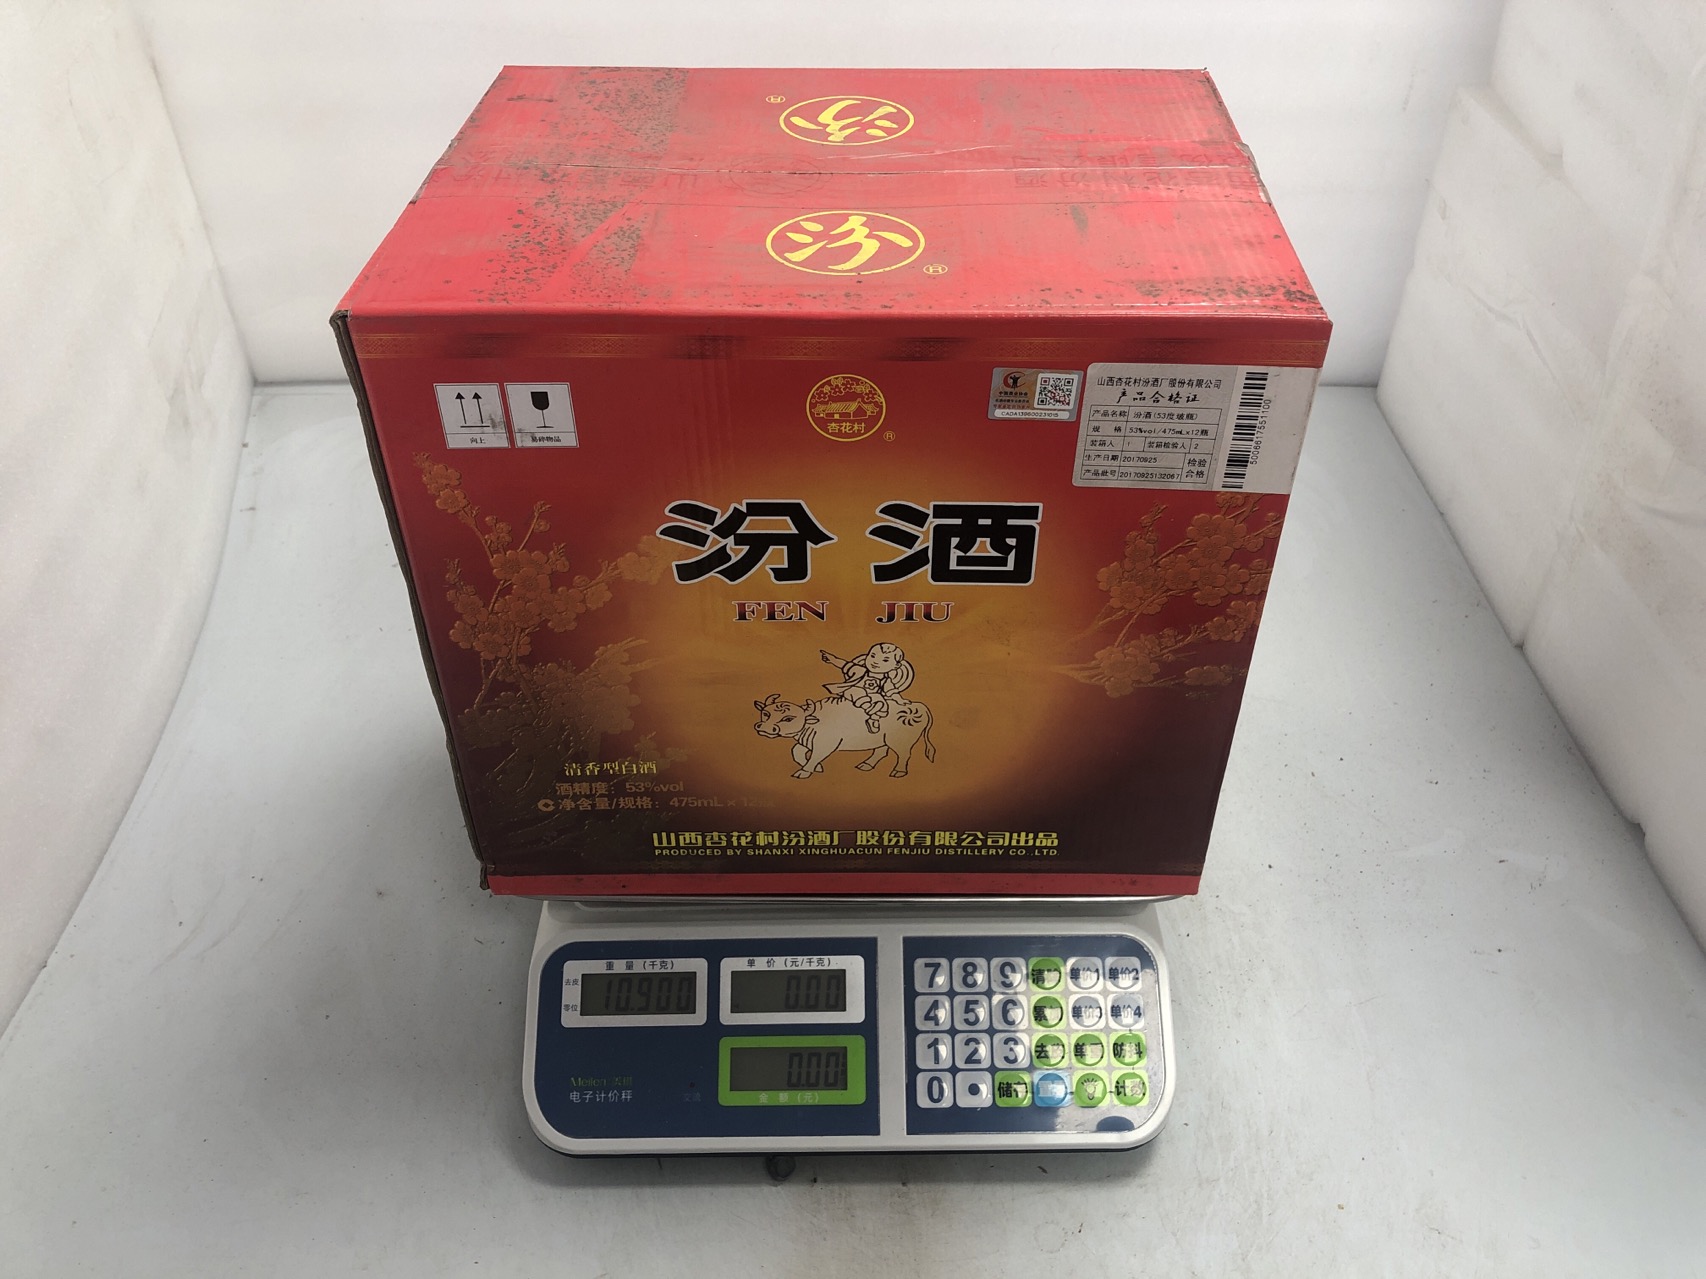 汾
®
汾
®
向上
易碎物品
杏花村
®
CADA139600231015
山西杏花村汾酒厂股份有限公司
产品合格证
产品名称 汾酒(53度玻瓶)
规 格 53%vol/475mL×12瓶
装箱人 1 装箱检验人 2
生产日期 20170925 检验
产品批号 20170925132067 合格
汾酒
FEN JIU
清香型白酒
酒精度：53%vol
净含量/规格：475mL×12
山西杏花村汾酒厂股份有限公司出品
PRODUCED BY SHANXI XINGHUACUN FENJIU DISTILLERY CO.,LTD.
重量(千克) 单价(元/千克)
去皮
零位
10.900 0.00
0.00
金额(元)
电子计价秤
7 8 9 单价1 单价2
4 5 6 单价3 单价4
1 2 3 去皮
0 . 储存 计数